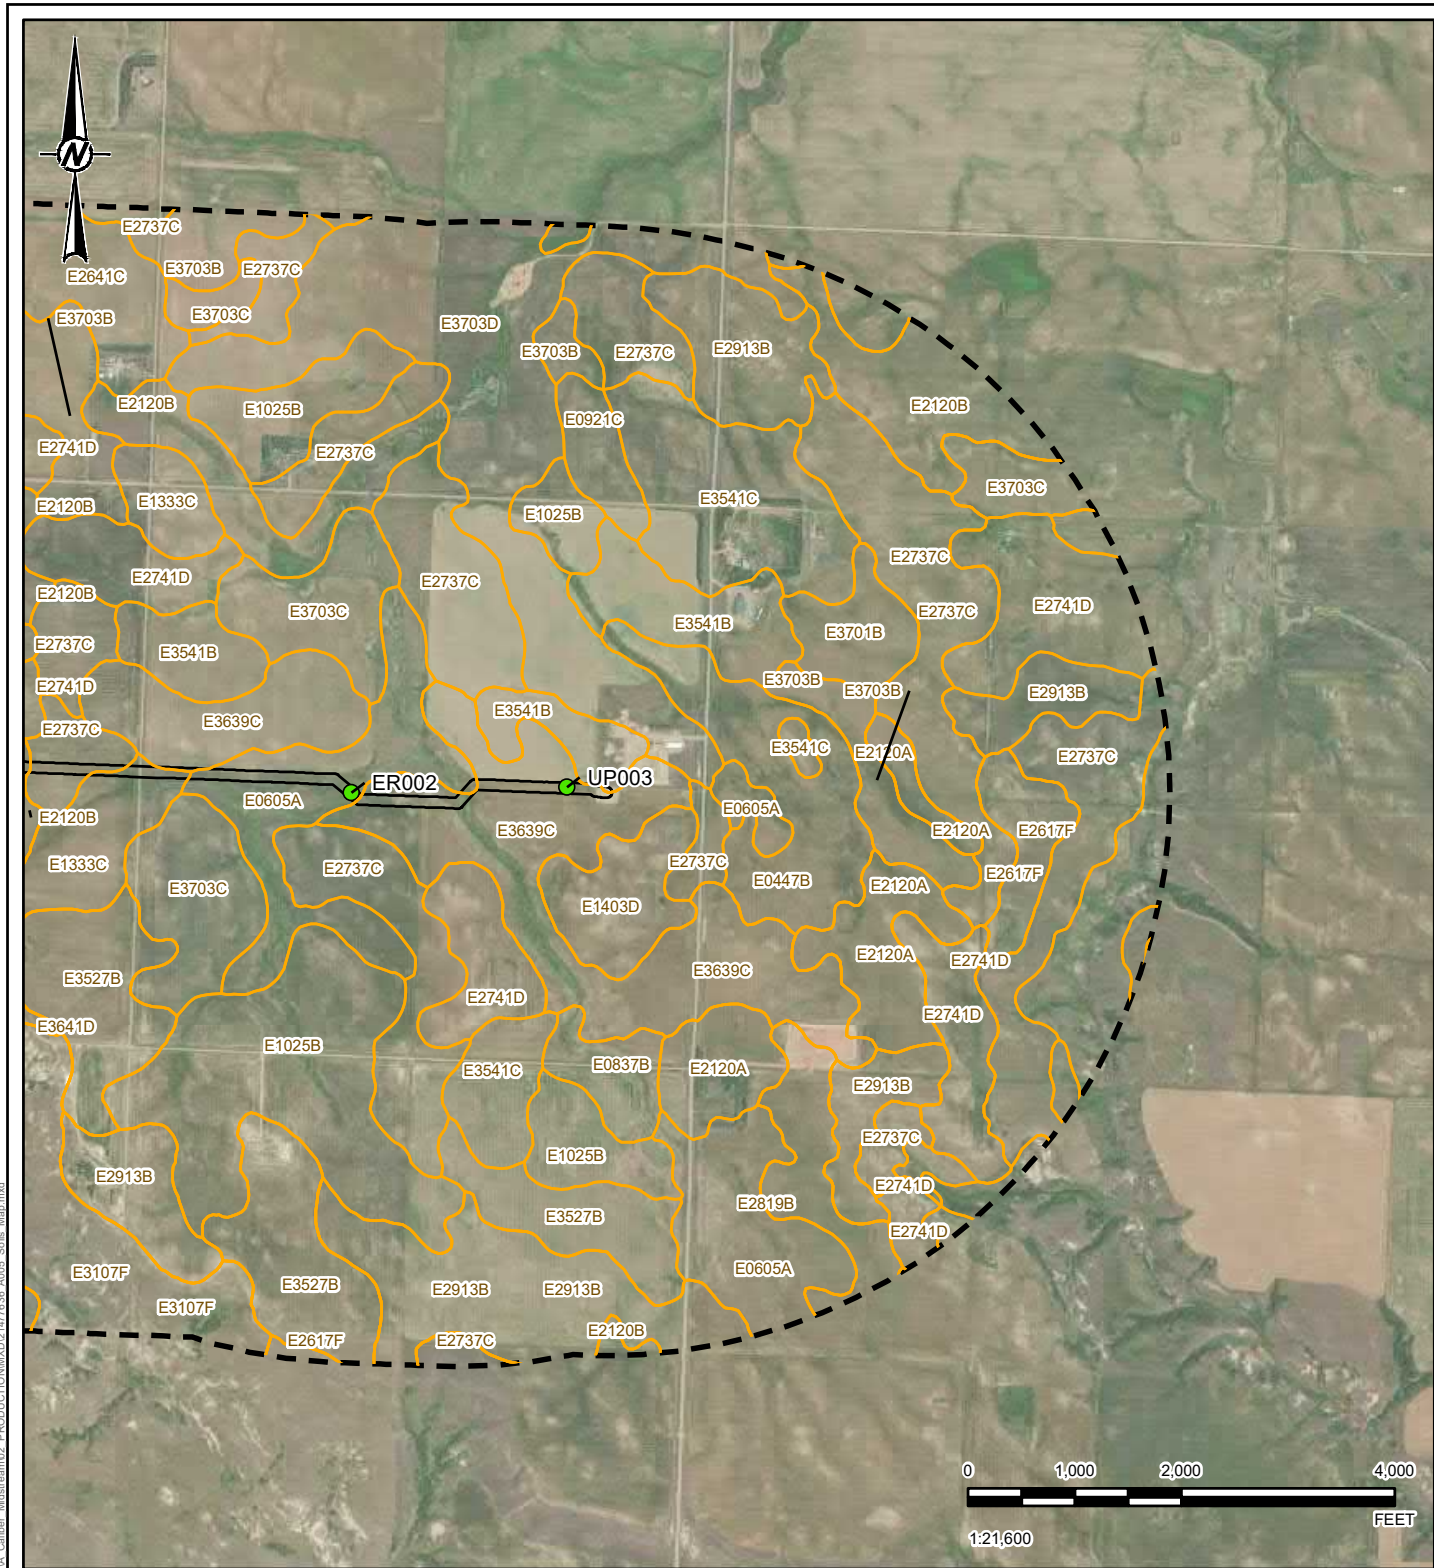 N
E2737C
E3703B
E2737C
E2641C
E3703C
E3703B
E3703D
E3703B
E2737C
E2913B
E2120B
E1025B
E2120B
E0921C
E2741D
E2737C
E3703C
E2120B
E1333C
E3541C
E1025B
E2737C
E2741D
E2737C
E2120B
E3703C
E2737C
E2741D
E3541B
E3701B
E2737C
E3541B
E2741D
E3703B
E3703B
E2913B
E3541B
E3639C
E2737C
E3541C
E2120A
E2737C
ER002
UP003
E0605A
E0605A
E2120B
E3639C
E2120A
E2617F
E1333C
E2737C
E2737C
E2617F
E3703C
E0447B
E2120A
E1403D
E2120A
E2741D
E3527B
E3639C
E2741D
E2741D
E3641D
E1025B
E3541C
E0837B
E2120A
E2913B
E2737C
E1025B
E2913B
E2741D
E2819B
E3527B
E2741D
E3107F
E3527B
E2913B
E2913B
E0605A
E3107F
E2617F
E2737C
E2120B
0 1,000 2,000 4,000
FEET
1:21,600